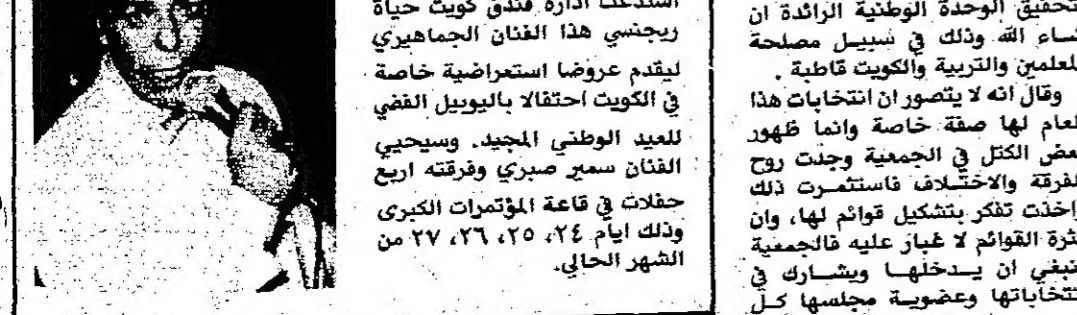 تحقيق الوحدة الوطنية الرائدة ان
شاء الله وذلك في سبيل مصلحة
المعلمين والتربية والكويت قاطبة .
وقال انه لا يتصور ان انتخابات هذا
العام لها صفة خاصة وانما ظهور
بعض الكتل في الجمعية وجدت روح
الفرقة والاختلاف فاستثمرت ذلك
واخذت تفكر بتشكيل قوائم لها، وان
كثرة القوائم لا غبار عليه فالجمعية
ينبغي ان يدخلها ويشارك في
انتخاباتها وعضوية مجلسها كل
استدعت ادارة فندق كويت حياة
ريجنسي هذا الفنان الجماهيري
ليقدم عروضا استعراضية خاصة
في الكويت احتفالا باليوبيل الفضي
للعيد الوطني المجيد. وسيحيي
الفنان سمير صبري وفرقته اربع
حفلات في قاعة المؤتمرات الكبرى
وذلك ايام ٢٤، ٢٥، ٢٦، ٢٧ من
الشهر الحالي.